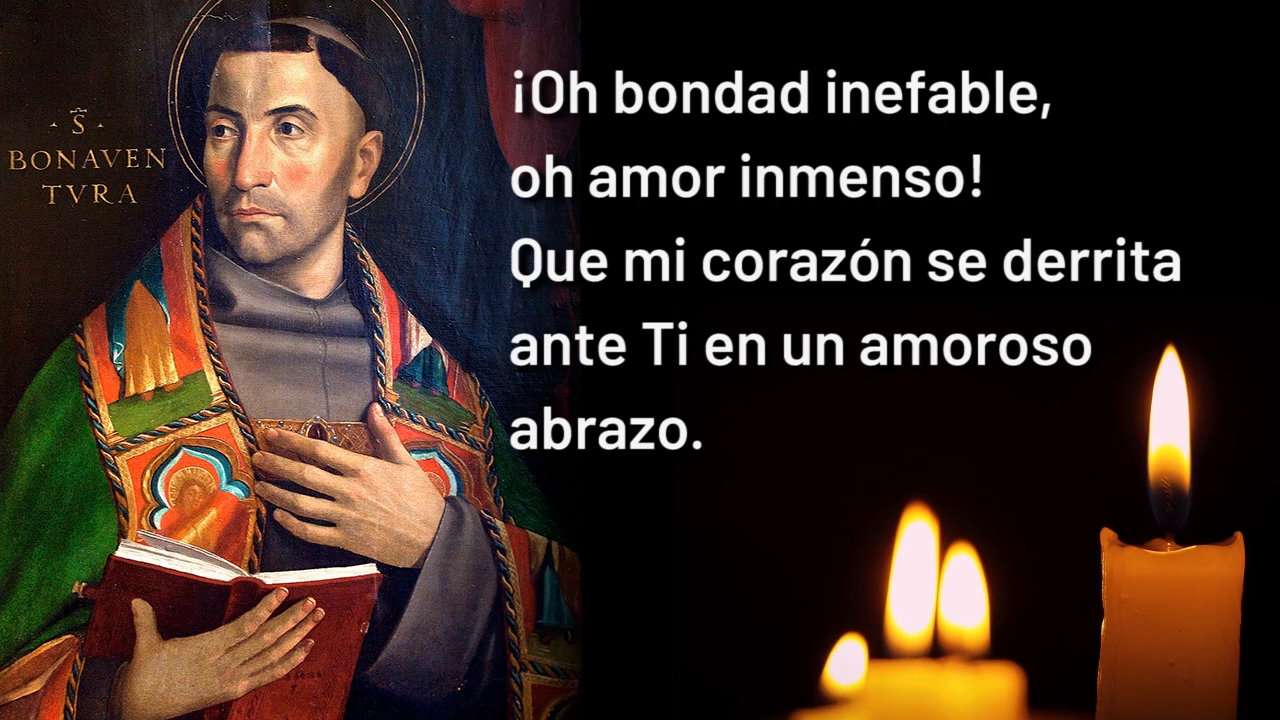 · S̄ ·
BONAVEN
TVRA
¡Oh bondad inefable,
oh amor inmenso!
Que mi corazón se derrita
ante Ti en un amoroso
abrazo.